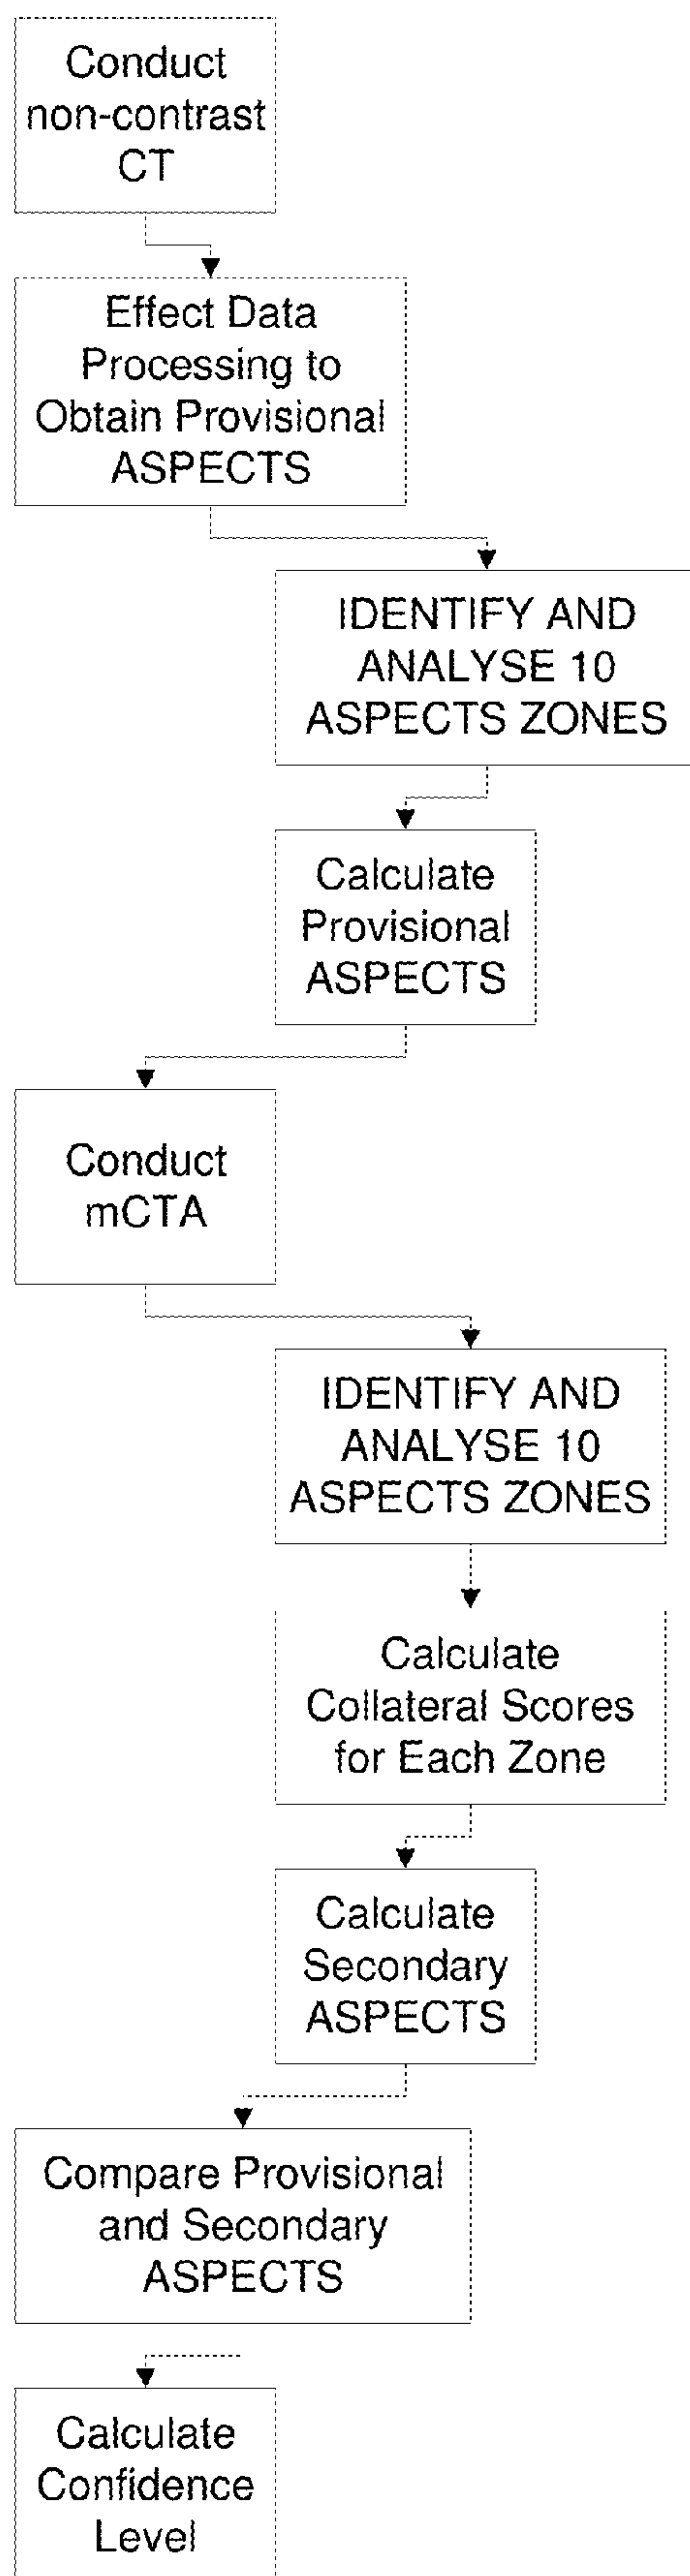 Conduct
non-contrast
CT
Effect Data
Processing to
Obtain Provisional
ASPECTS
IDENTIFY AND
ANALYSE 10
ASPECTS ZONES
Calculate
Provisional
ASPECTS
Conduct
mCTA
IDENTIFY AND
ANALYSE 10
ASPECTS ZONES
Calculate
Collateral Scores
for Each Zone
Calculate
Secondary
ASPECTS
Compare Provisional
and Secondary
ASPECTS
Calculate
Confidence
Level